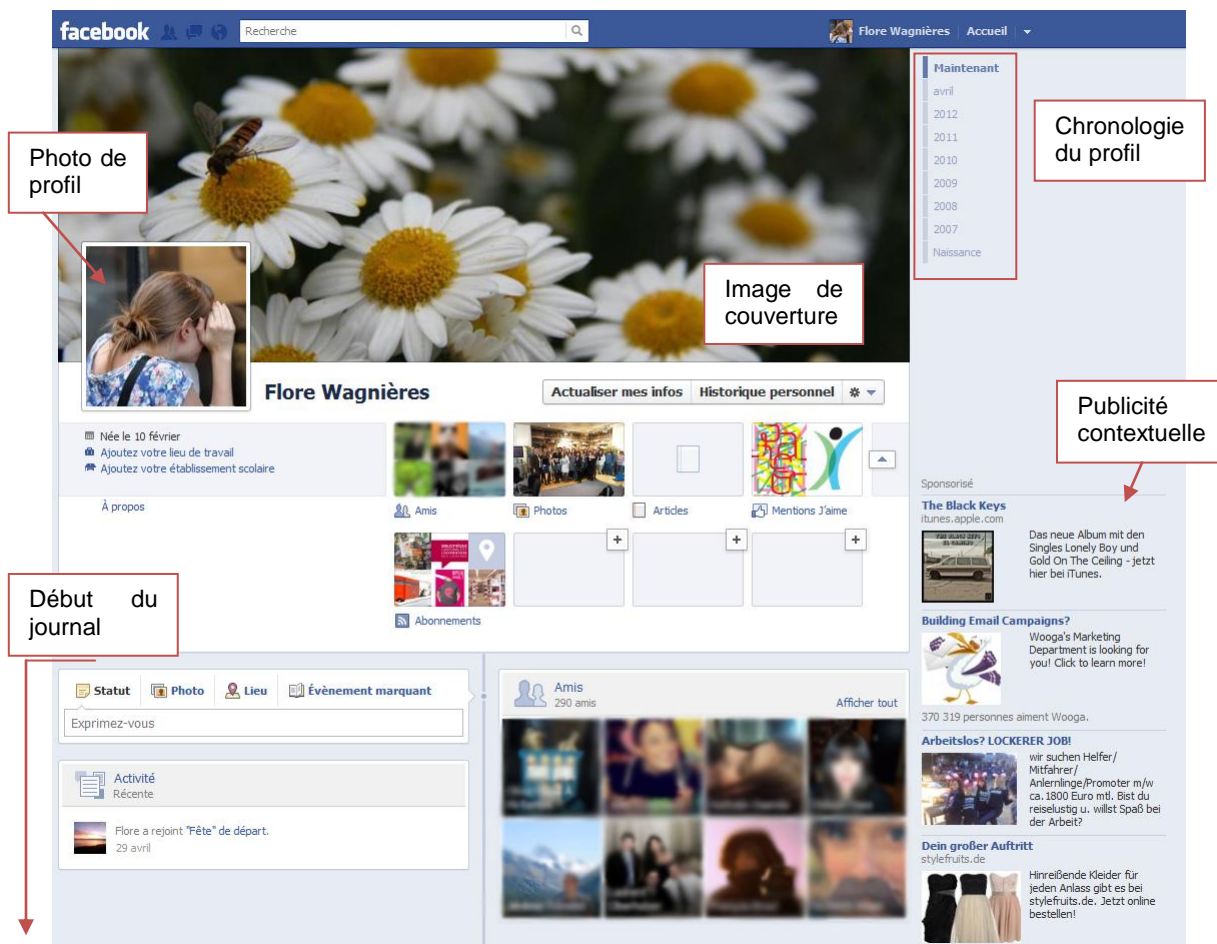 facebook
Recherche
Flore Wagnières Accueil
Maintenant
avril
2012
2011
2010
2009
2008
2007
Naissance
Chronologie
du profil
Photo de
profil
Image de
couverture
Flore Wagnières
Actualiser mes infos Historique personnel
Publicité
contextuelle
Née le 10 février
Ajoutez votre lieu de travail
Ajoutez votre établissement scolaire
À propos
Amis
Photos
Articles
Mentions J'aime
Abonnements
Début du
journal
Sponsorisé
The Black Keys
itunes.apple.com
Das neue Album mit den
Singles Lonely Boy und
Gold On The Ceiling - jetzt
hier bei iTunes.
Building Email Campaigns?
Wooga's Marketing
Department is looking for
you! Click to learn more!
370 319 personnes aiment Wooga.
Arbeitslos? LOCKERER JOB!
wir suchen Helfer/
Mitfahrer/
Anlernlinge/Promoter m/w
ca. 1800 Euro mtl. Bist du
reiselustig u. willst Spaß bei
der Arbeit?
Dein großer Auftritt
stylefruits.de
Hinreißende Kleider für
jeden Anlass gibt es bei
stylefruits.de. Jetzt online
bestellen!
Statut Photo Lieu Évènement marquant
Exprimez-vous
Activité
Récente
Flore a rejoint "Fête" de départ.
29 avril
Amis
290 amis
Afficher tout